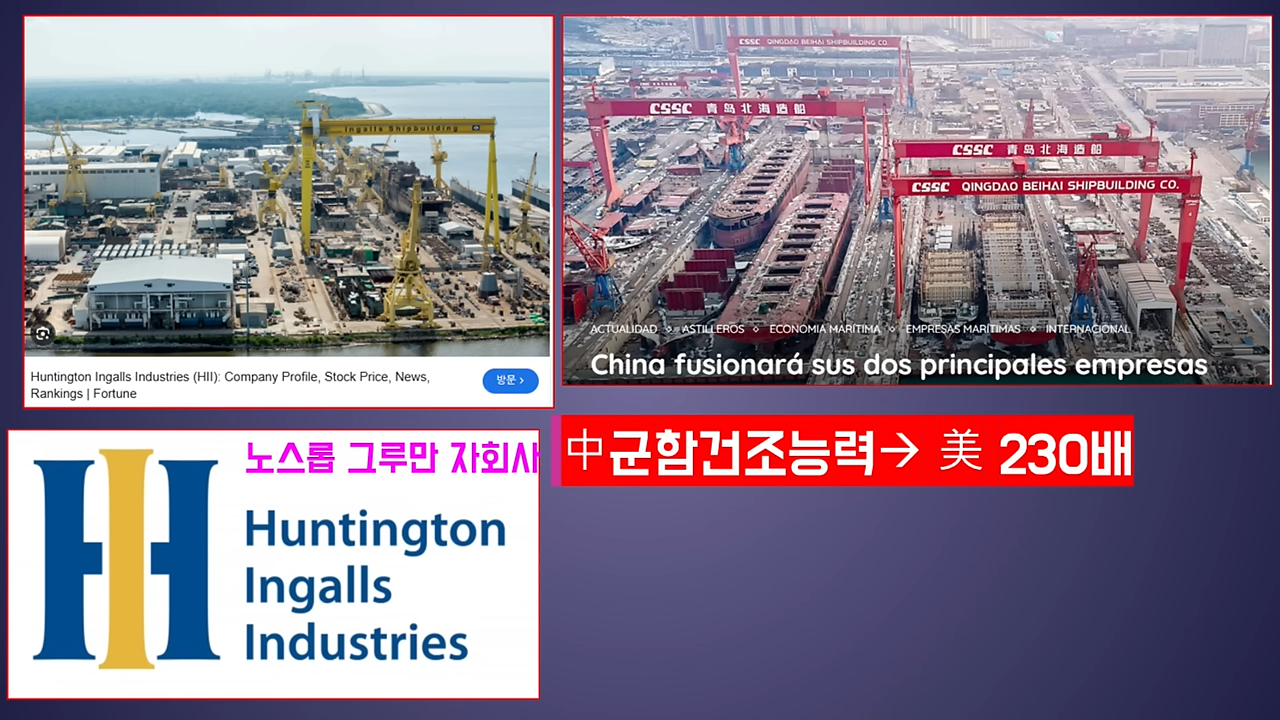 Ingalls Shipbuilding
Huntington Ingalls Industries (HII): Company Profile, Stock Price, News,
Rankings | Fortune
방문 >
CSSC QINGDAO BEIHAI SHIPBUILDING CO.
CSSC 青岛北海造船
CSSC 青岛北海造船
CSSC QINGDAO BEIHAI SHIPBUILDING CO.
ACTUALIDAD ◇ ASTILLEROS ◇ ECONOMIA MARÍTIMA ◇ EMPRESAS MARÍTIMAS ◇ INTERNACIONAL
China fusionará sus dos principales empresas
노스롭 그루만 자회사
Huntington
Ingalls
Industries
中군함건조능력→ 美 230배